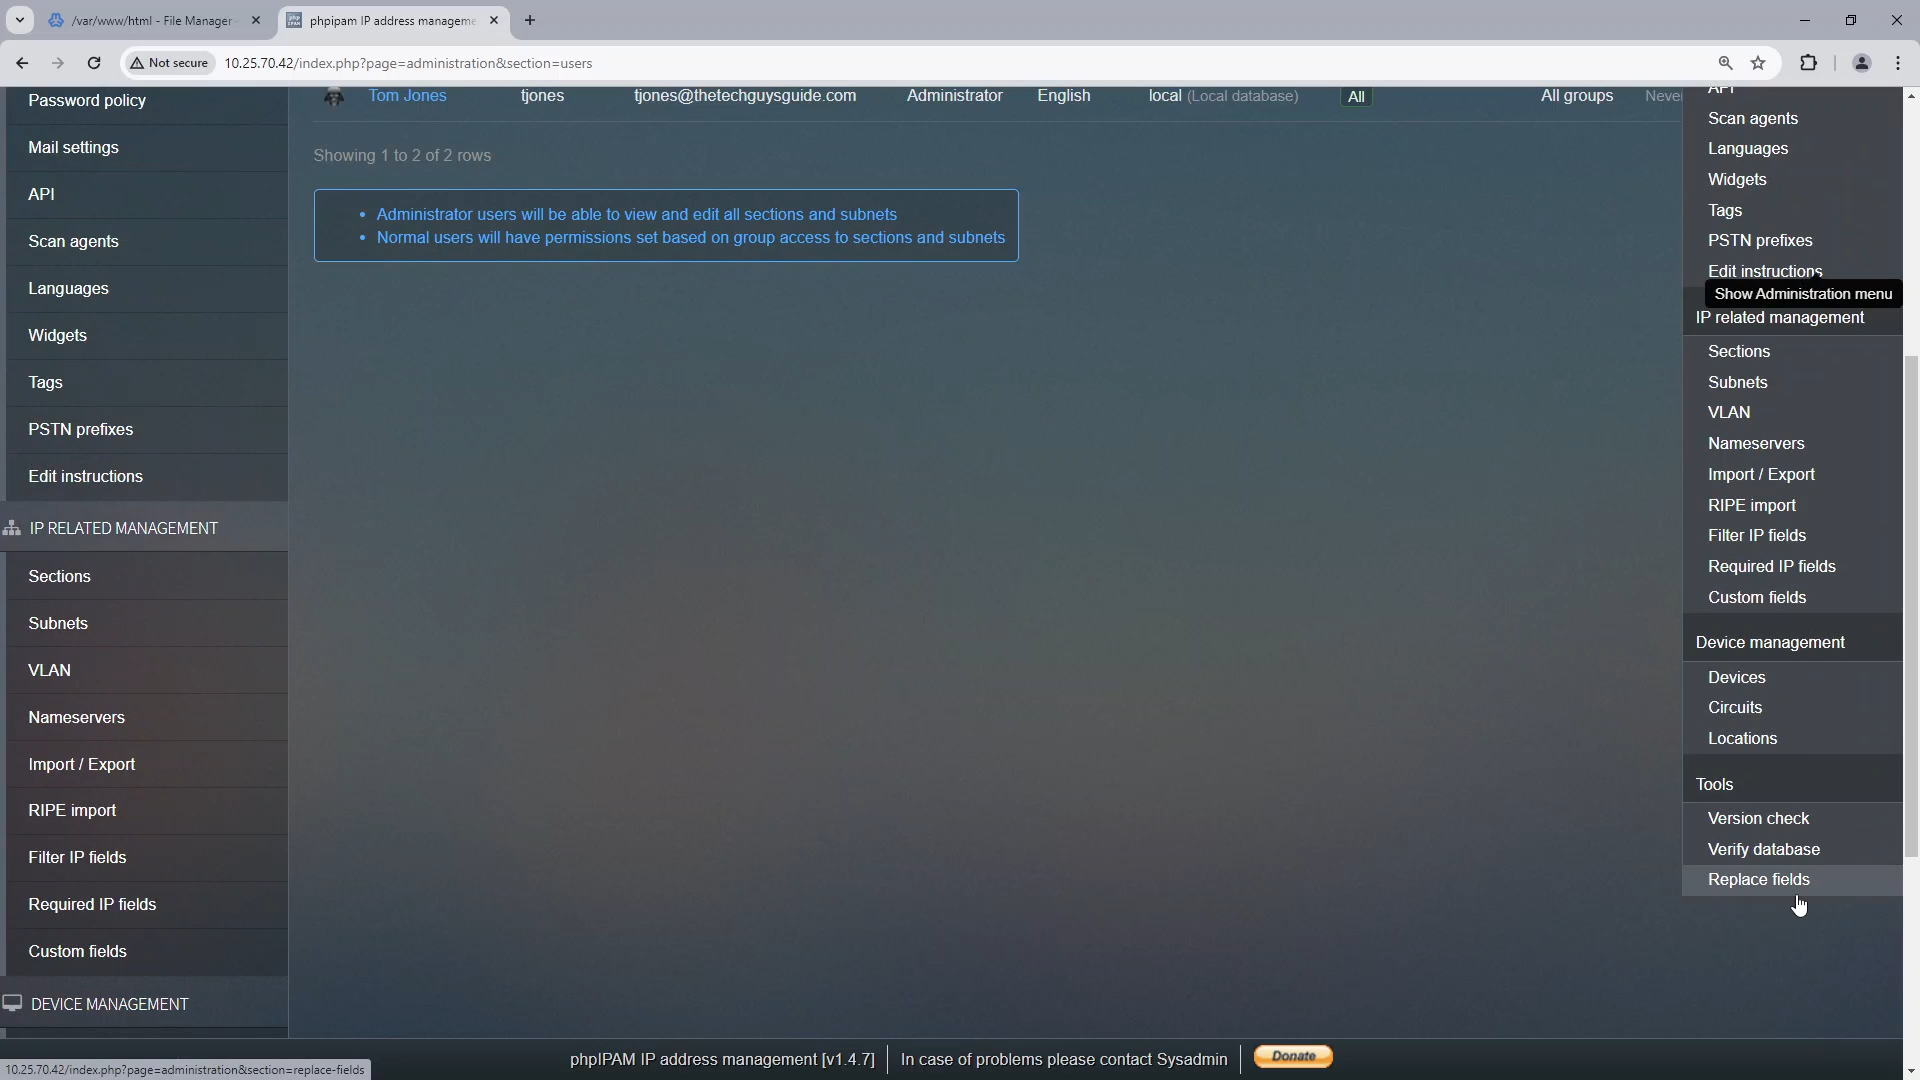 /var/www/html - File Manager
phpipam IP address manageme
Not secure
10.25.70.42/index.php?page=administration&section=users
Tom Jones tjones tjones@thetechguysguide.com Administrator English local (Local database) All All groups Never
Showing 1 to 2 of 2 rows
Administrator users will be able to view and edit all sections and subnets
Normal users will have permissions set based on group access to sections and subnets
Password policy
Mail settings
API
Scan agents
Languages
Widgets
Tags
PSTN prefixes
Edit instructions
IP RELATED MANAGEMENT
Sections
Subnets
VLAN
Nameservers
Import / Export
RIPE import
Filter IP fields
Required IP fields
Custom fields
DEVICE MANAGEMENT
API
Scan agents
Languages
Widgets
Tags
PSTN prefixes
Edit instructions
Show Administration menu
IP related management
Sections
Subnets
VLAN
Nameservers
Import / Export
RIPE import
Filter IP fields
Required IP fields
Custom fields
Device management
Devices
Circuits
Locations
Tools
Version check
Verify database
Replace fields
phpIPAM IP address management [v1.4.7]
In case of problems please contact Sysadmin
Donate
10.25.70.42/index.php?page=administration&section=replace-fields